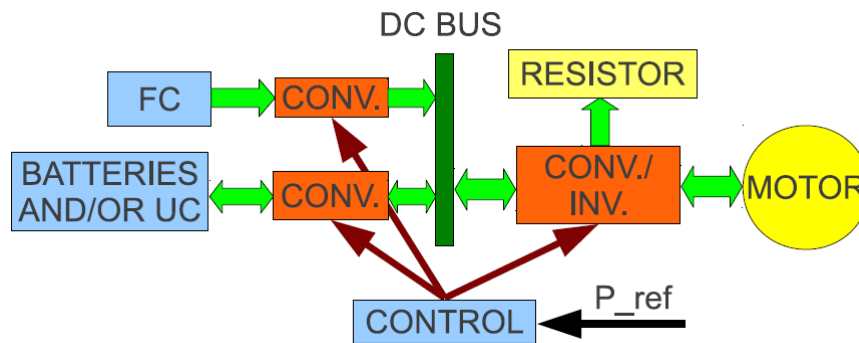 DC BUS
FC
CONV.
RESISTOR
BATTERIES
AND/OR UC
CONV.
CONV./
INV.
MOTOR
P_ref
CONTROL